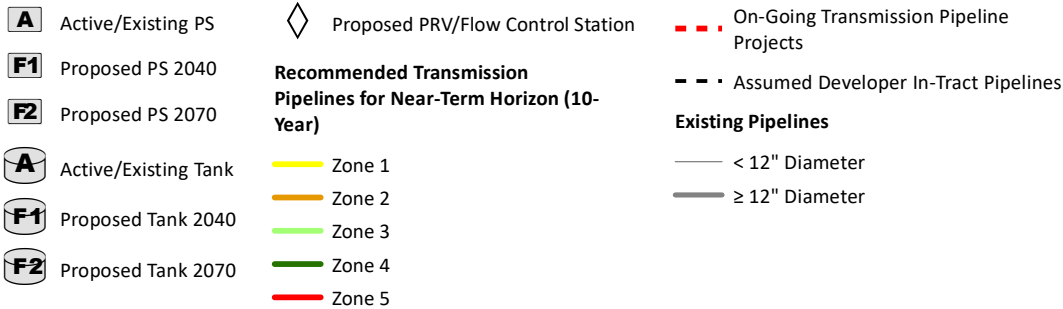 A Active/Existing PS
F1 Proposed PS 2040
F2 Proposed PS 2070
A Active/Existing Tank
F1 Proposed Tank 2040
F2 Proposed Tank 2070
Proposed PRV/Flow Control Station
Recommended Transmission
Pipelines for Near-Term Horizon (10-
Year)
Zone 1
Zone 2
Zone 3
Zone 4
Zone 5
On-Going Transmission Pipeline
Projects
Assumed Developer In-Tract Pipelines
Existing Pipelines
< 12" Diameter
≥ 12" Diameter